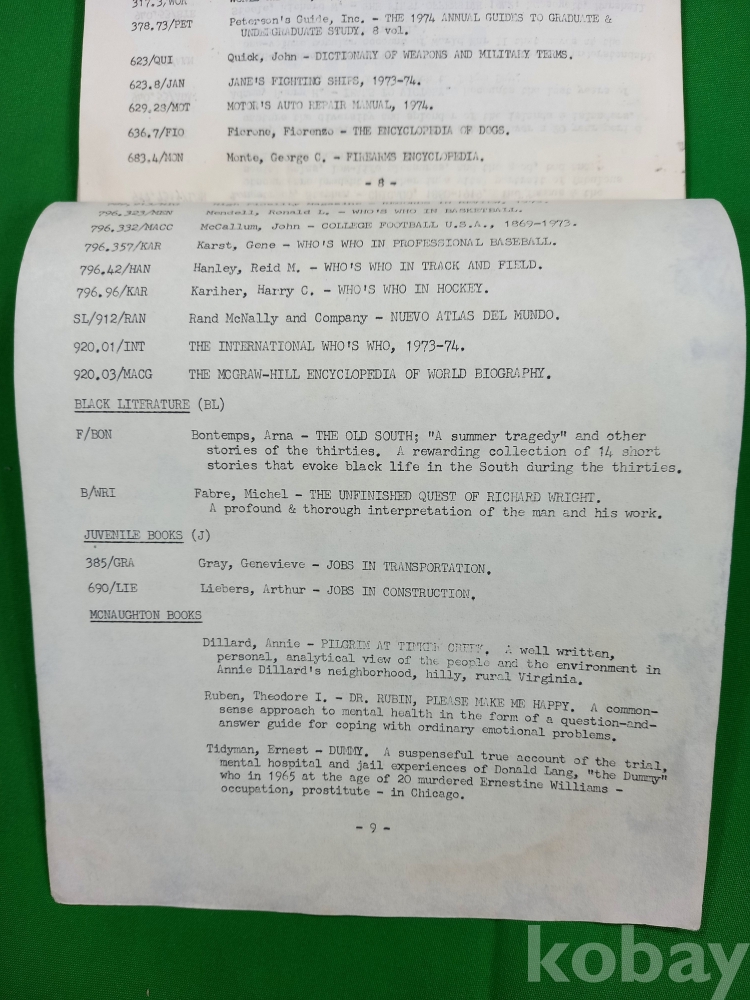 317.3/WOR
378.73/PET Peterson's Guide, Inc. - THE 1974 ANNUAL GUIDES TO GRADUATE &
UNDERGRADUATE STUDY. 8 vol.
623/QUI Quick, John - DICTIONARY OF WEAPONS AND MILITARY TERMS.
623.8/JAN JANE'S FIGHTING SHIPS, 1973-74.
629.28/MOT MOTOR'S AUTO REPAIR MANUAL, 1974.
636.7/FIO Fiorone, Fiorenzo - THE ENCYCLOPEDIA OF DOGS.
683.4/MON Monte, George C. - FIREARMS ENCYCLOPEDIA.
- 8 -
796.323/MEN Mendell, Ronald L. - WHO'S WHO IN BASKETBALL.
796.332/MACC McCallum, John - COLLEGE FOOTBALL U.S.A., 1869-1973.
796.357/KAR Karst, Gene - WHO'S WHO IN PROFESSIONAL BASEBALL.
796.42/HAN Hanley, Reid M. - WHO'S WHO IN TRACK AND FIELD.
796.96/KAR Kariher, Harry C. - WHO'S WHO IN HOCKEY.
SL/912/RAN Rand McNally and Company - NUEVO ATLAS DEL MUNDO.
920.01/INT THE INTERNATIONAL WHO'S WHO, 1973-74.
920.03/MACG THE MCGRAW-HILL ENCYCLOPEDIA OF WORLD BIOGRAPHY.
BLACK LITERATURE (BL)
F/BON Bontemps, Arna - THE OLD SOUTH; "A summer tragedy" and other
stories of the thirties. A rewarding collection of 14 short
stories that evoke black life in the South during the thirties.
B/WRI Fabre, Michel - THE UNFINISHED QUEST OF RICHARD WRIGHT.
A profound & thorough interpretation of the man and his work.
JUVENILE BOOKS (J)
385/GRA Gray, Genevieve - JOBS IN TRANSPORTATION.
690/LIE Liebers, Arthur - JOBS IN CONSTRUCTION.
MCNAUGHTON BOOKS
Dillard, Annie - PILGRIM AT TINKER CREEK. A well written,
personal, analytical view of the people and the environment in
Annie Dillard's neighborhood, hilly, rural Virginia.
Ruben, Theodore I. - DR. RUBIN, PLEASE MAKE ME HAPPY. A common-
sense approach to mental health in the form of a question-and-
answer guide for coping with ordinary emotional problems.
Tidyman, Ernest - DUMMY. A suspenseful true account of the trial,
mental hospital and jail experiences of Donald Lang, "the Dummy"
who in 1965 at the age of 20 murdered Ernestine Williams -
occupation, prostitute - in Chicago.
- 9 -
kobay